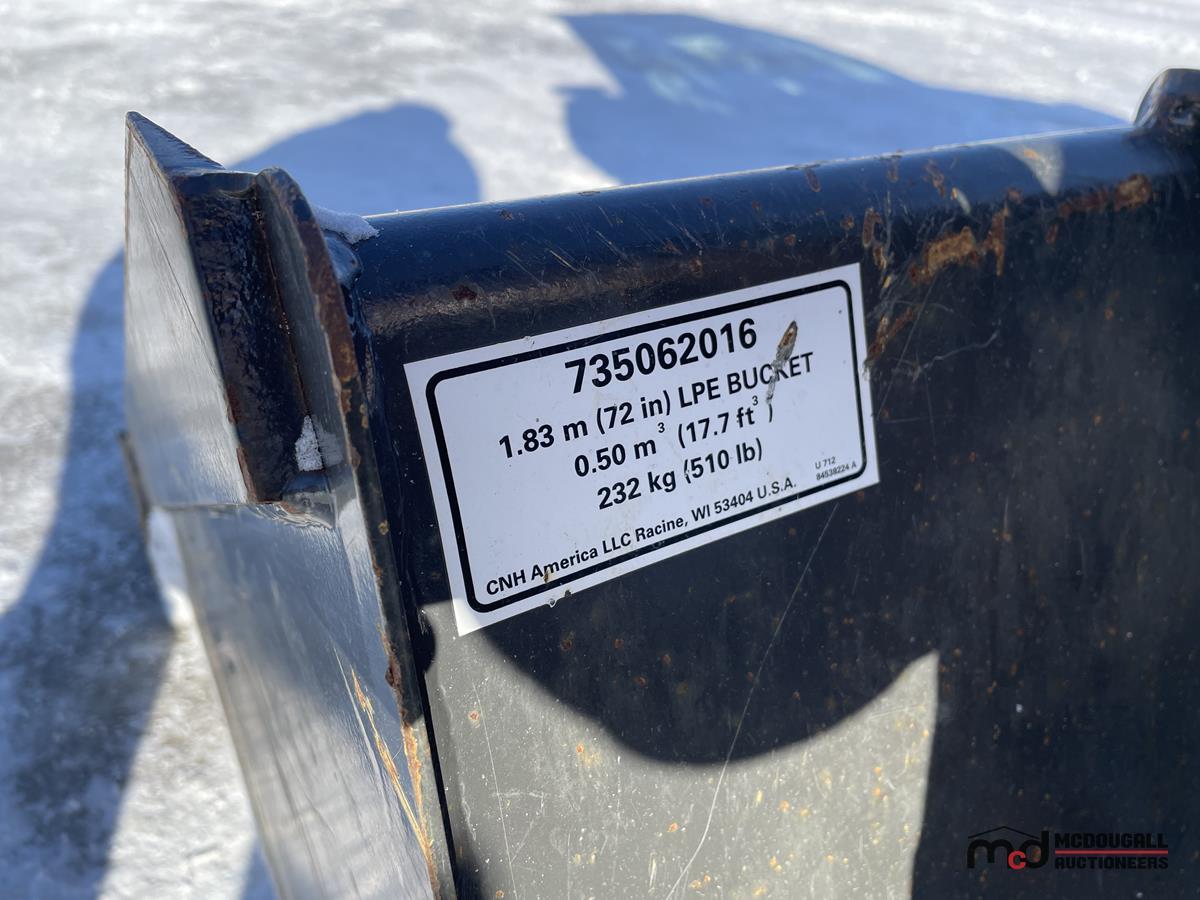 735062016
1.83 m (72 in) LPE BUCKET
0.50 m³ (17.7 ft³)
232 kg (510 lb)
U 712
84538224 A
CNH America LLC Racine, WI 53404 U.S.A.
mcd MCDOUGALL
AUCTIONEERS